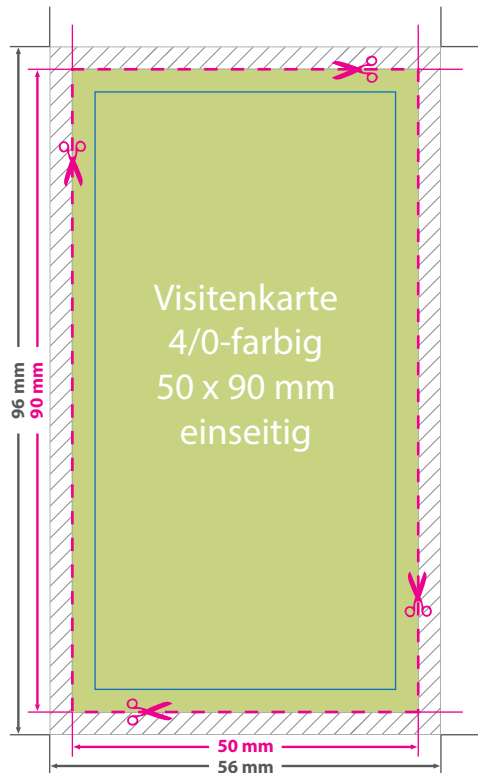 Visitenkarte
4/0-farbig
50 x 90 mm
einseitig
96 mm
90 mm
50 mm
56 mm